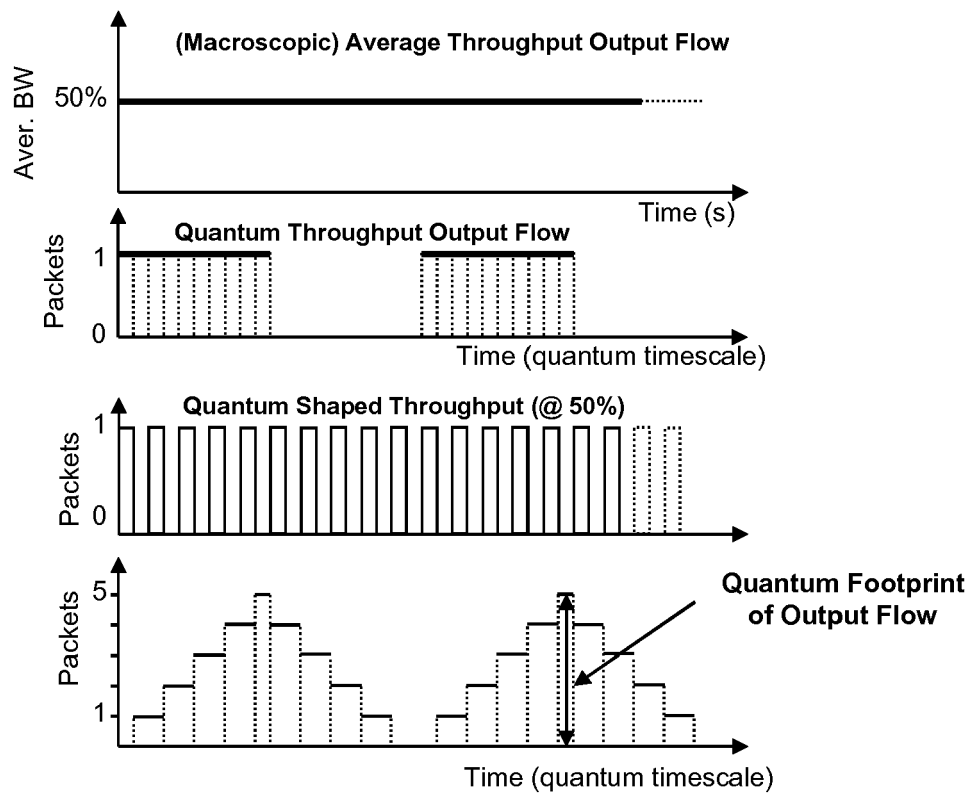 (Macroscopic) Average Throughput Output Flow
Aver. BW
50%
Time (s)
Quantum Throughput Output Flow
Packets
1
0
Time (quantum timescale)
Quantum Shaped Throughput (@ 50%)
Packets
1
0
Packets
5
1
Quantum Footprint
of Output Flow
Time (quantum timescale)